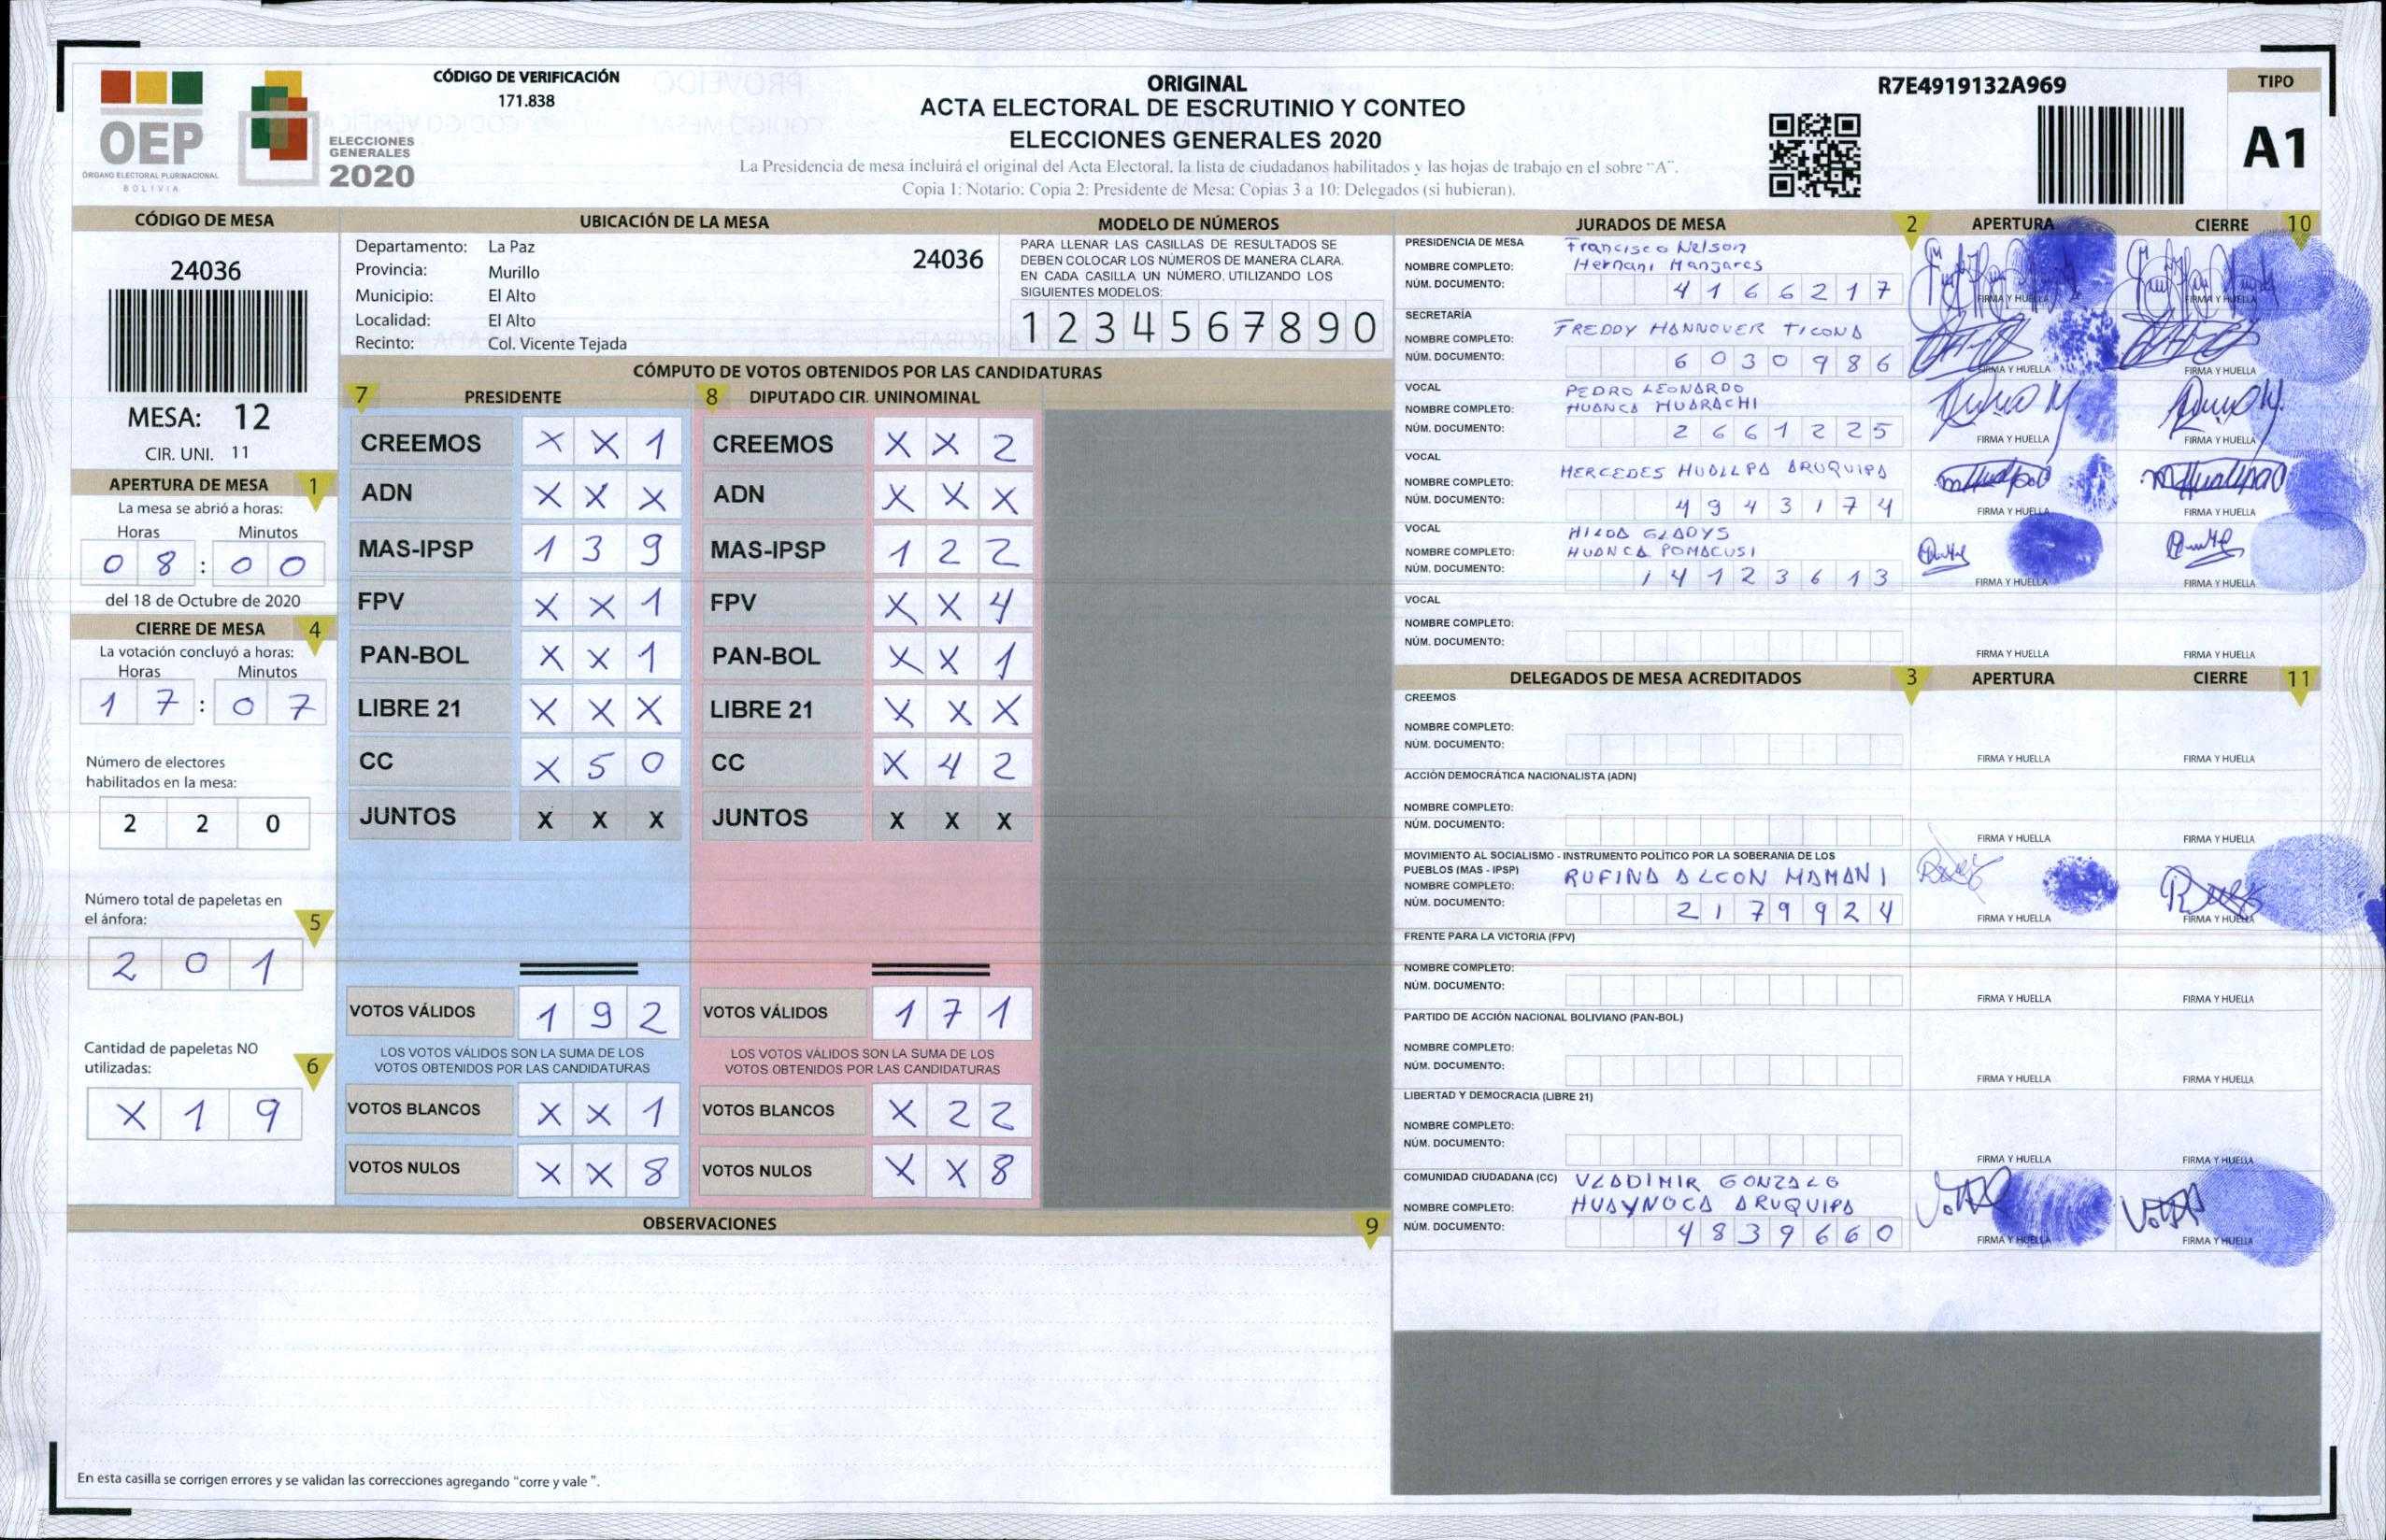 OEP
ÓRGANO ELECTORAL PLURINACIONAL
BOLIVIA
ELECCIONES
GENERALES
2020
CÓDIGO DE VERIFICACIÓN
171.838
ORIGINAL
ACTA ELECTORAL DE ESCRUTINIO Y CONTEO
ELECCIONES GENERALES 2020
La Presidencia de mesa incluirá el original del Acta Electoral, la lista de ciudadanos habilitados y las hojas de trabajo en el sobre "A".
Copia 1: Notario; Copia 2: Presidente de Mesa; Copias 3 a 10: Delegados (si hubieran).
R7E4919132A969
TIPO
A1
CÓDIGO DE MESA
24036
MESA: 12
CIR. UNI. 11
APERTURA DE MESA 1
La mesa se abrió a horas:
Horas Minutos
0 8 : 0 0
del 18 de Octubre de 2020
CIERRE DE MESA 4
La votación concluyó a horas:
Horas Minutos
1 7 : 0 7
Número de electores
habilitados en la mesa:
2 2 0
Número total de papeletas en
el ánfora: 5
2 0 1
Cantidad de papeletas NO
utilizadas: 6
X 1 9
UBICACIÓN DE LA MESA
Departamento: La Paz
24036
Provincia: Murillo
Municipio: El Alto
Localidad: El Alto
Recinto: Col. Vicente Tejada
MODELO DE NÚMEROS
PARA LLENAR LAS CASILLAS DE RESULTADOS SE
DEBEN COLOCAR LOS NÚMEROS DE MANERA CLARA.
EN CADA CASILLA UN NÚMERO, UTILIZANDO LOS
SIGUIENTES MODELOS:
1 2 3 4 5 6 7 8 9 0
CÓMPUTO DE VOTOS OBTENIDOS POR LAS CANDIDATURAS
7 PRESIDENTE 8 DIPUTADO CIR. UNINOMINAL
CREEMOS X X 1 CREEMOS X X 2
ADN X X X ADN X X X
MAS-IPSP 1 3 9 MAS-IPSP 1 2 2
FPV X X 1 FPV X X 4
PAN-BOL X X 1 PAN-BOL X X 1
LIBRE 21 X X X LIBRE 21 X X X
CC X 5 0 CC X 4 2
JUNTOS X X X JUNTOS X X X
VOTOS VÁLIDOS 1 9 2 VOTOS VÁLIDOS 1 7 1
LOS VOTOS VÁLIDOS SON LA SUMA DE LOS
VOTOS OBTENIDOS POR LAS CANDIDATURAS
LOS VOTOS VÁLIDOS SON LA SUMA DE LOS
VOTOS OBTENIDOS POR LAS CANDIDATURAS
VOTOS BLANCOS X X 1 VOTOS BLANCOS X 2 2
VOTOS NULOS X X 8 VOTOS NULOS X X 8
OBSERVACIONES 9
En esta casilla se corrigen errores y se validan las correcciones agregando "corre y vale ".
JURADOS DE MESA 2 APERTURA CIERRE 10
PRESIDENCIA DE MESA Francisco Nelson
NOMBRE COMPLETO: Hernani Manjares
NÚM. DOCUMENTO: 4 1 6 6 2 1 7
FIRMA Y HUELLA FIRMA Y HUELLA
SECRETARÍA
NOMBRE COMPLETO: FREDDY HANNOVER TICONA
NÚM. DOCUMENTO: 6 0 3 0 9 8 6
FIRMA Y HUELLA FIRMA Y HUELLA
VOCAL PEDRO LEONARDO
NOMBRE COMPLETO: HUANCA HUARACHI
NÚM. DOCUMENTO: 2 6 6 1 2 2 5
FIRMA Y HUELLA FIRMA Y HUELLA
VOCAL
NOMBRE COMPLETO: MERCEDES HUALLPA ARUQUIPA
NÚM. DOCUMENTO: 4 9 4 3 1 7 4
FIRMA Y HUELLA FIRMA Y HUELLA
VOCAL HILDA GLADYS
NOMBRE COMPLETO: HUANCA POMACUSI
NÚM. DOCUMENTO: 1 4 1 2 3 6 1 3
FIRMA Y HUELLA FIRMA Y HUELLA
VOCAL
NOMBRE COMPLETO:
NÚM. DOCUMENTO:
FIRMA Y HUELLA FIRMA Y HUELLA
DELEGADOS DE MESA ACREDITADOS 3 APERTURA CIERRE 11
CREEMOS
NOMBRE COMPLETO:
NÚM. DOCUMENTO:
FIRMA Y HUELLA FIRMA Y HUELLA
ACCIÓN DEMOCRÁTICA NACIONALISTA (ADN)
NOMBRE COMPLETO:
NÚM. DOCUMENTO:
FIRMA Y HUELLA FIRMA Y HUELLA
MOVIMIENTO AL SOCIALISMO - INSTRUMENTO POLÍTICO POR LA SOBERANIA DE LOS
PUEBLOS (MAS - IPSP)
NOMBRE COMPLETO: RUFINA ALCON MAMANI
NÚM. DOCUMENTO: 2 1 7 9 9 2 4
FIRMA Y HUELLA FIRMA Y HUELLA
FRENTE PARA LA VICTORIA (FPV)
NOMBRE COMPLETO:
NÚM. DOCUMENTO:
FIRMA Y HUELLA FIRMA Y HUELLA
PARTIDO DE ACCIÓN NACIONAL BOLIVIANO (PAN-BOL)
NOMBRE COMPLETO:
NÚM. DOCUMENTO:
FIRMA Y HUELLA FIRMA Y HUELLA
LIBERTAD Y DEMOCRACIA (LIBRE 21)
NOMBRE COMPLETO:
NÚM. DOCUMENTO:
FIRMA Y HUELLA FIRMA Y HUELLA
COMUNIDAD CIUDADANA (CC) VLADIMIR GONZALO
NOMBRE COMPLETO: HUAYNOCA ARUQUIPA
NÚM. DOCUMENTO: 4 8 3 9 6 6 0
FIRMA Y HUELLA FIRMA Y HUELLA